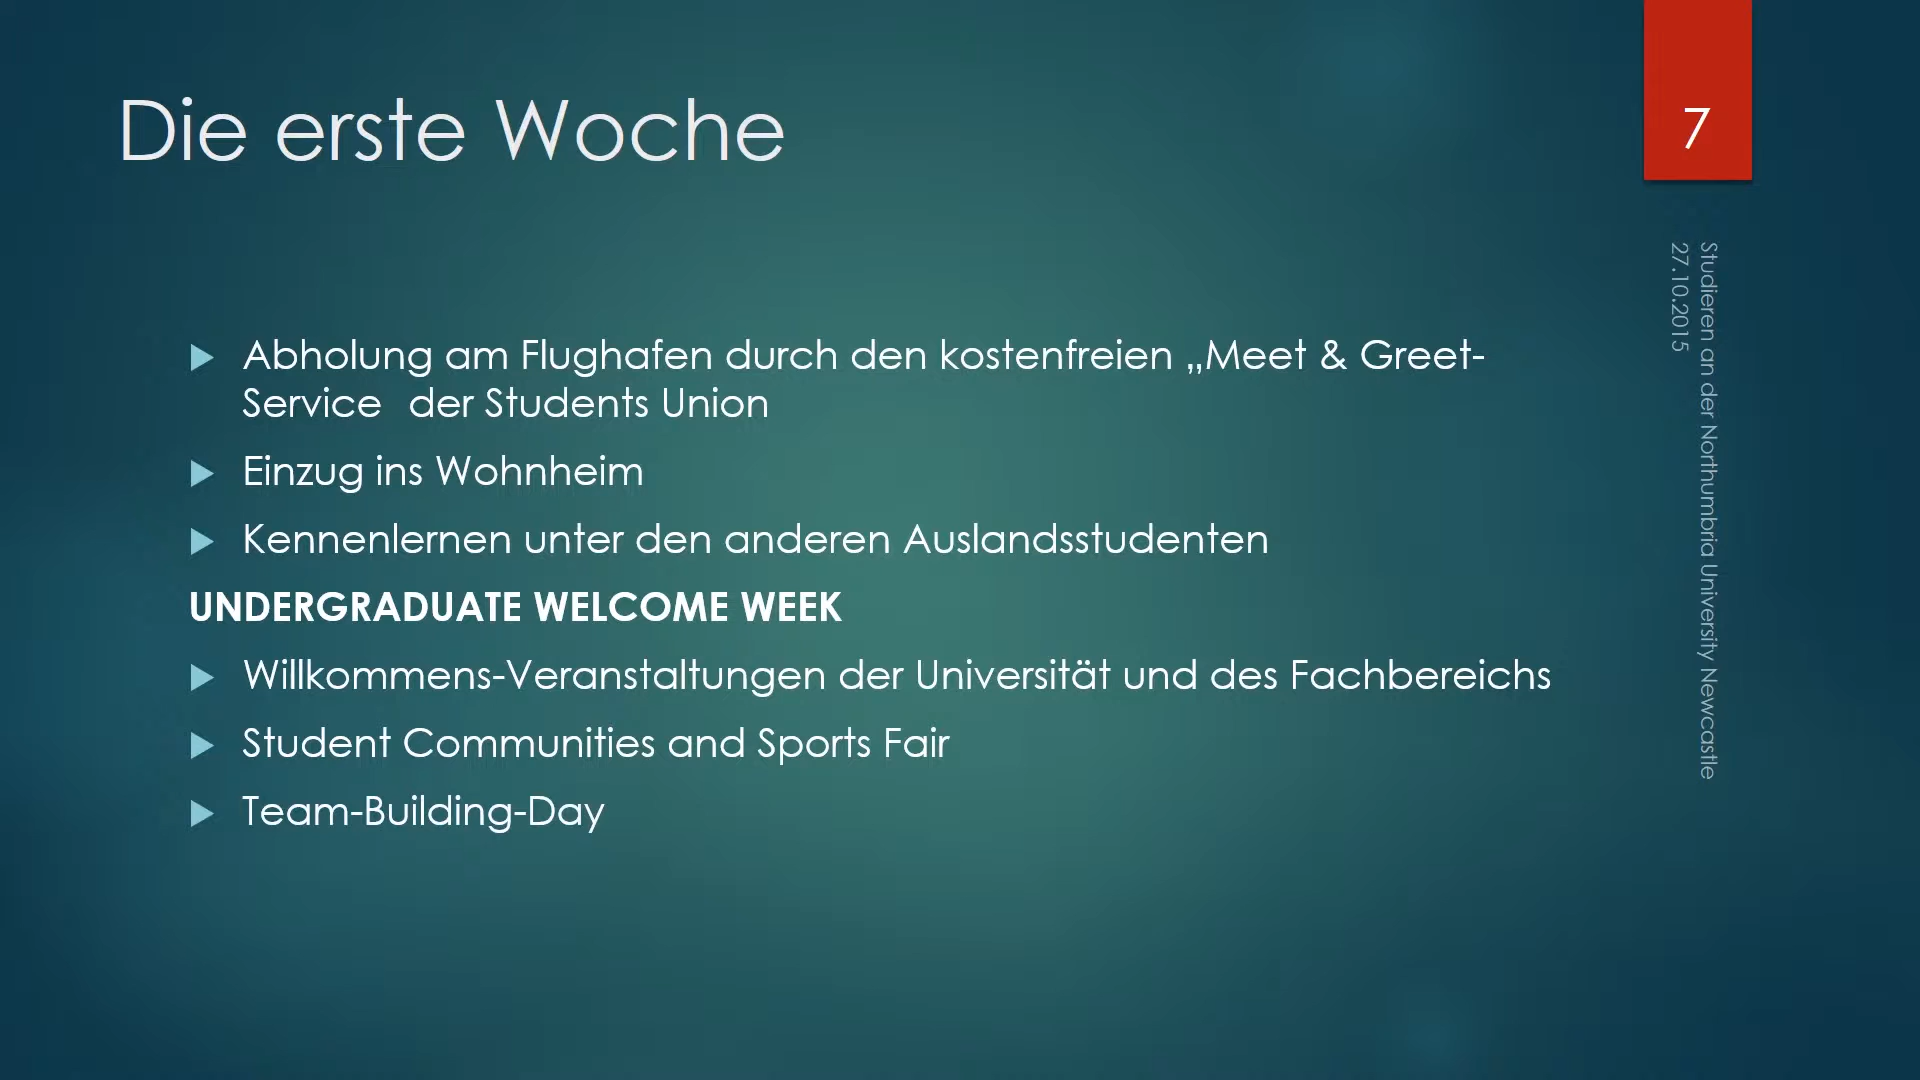 Die erste Woche
7
Abholung am Flughafen durch den kostenfreien „Meet & Greet-
Service der Students Union
Einzug ins Wohnheim
Kennenlernen unter den anderen Auslandsstudenten
UNDERGRADUATE WELCOME WEEK
Willkommens-Veranstaltungen der Universität und des Fachbereichs
Student Communities and Sports Fair
Team-Building-Day
Studieren an der Northumbria University Newcastle
27.10.2015